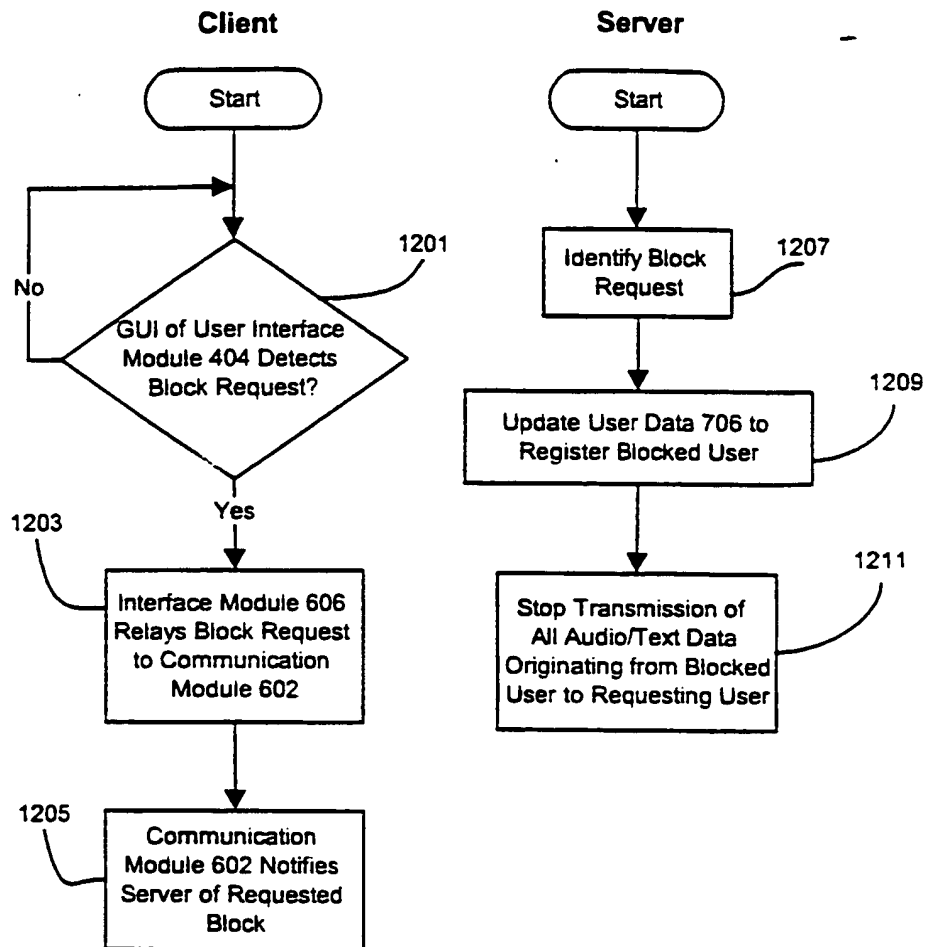 Client
Start
1201
No
GUI of User Interface
Module 404 Detects
Block Request?
Yes
1203
Interface Module 606
Relays Block Request
to Communication
Module 602
1205
Communication
Module 602 Notifies
Server of Requested
Block
Server
Start
Identify Block
Request
1207
Update User Data 706 to
Register Blocked User
1209
Stop Transmission of
All Audio/Text Data
Originating from Blocked
User to Requesting User
1211